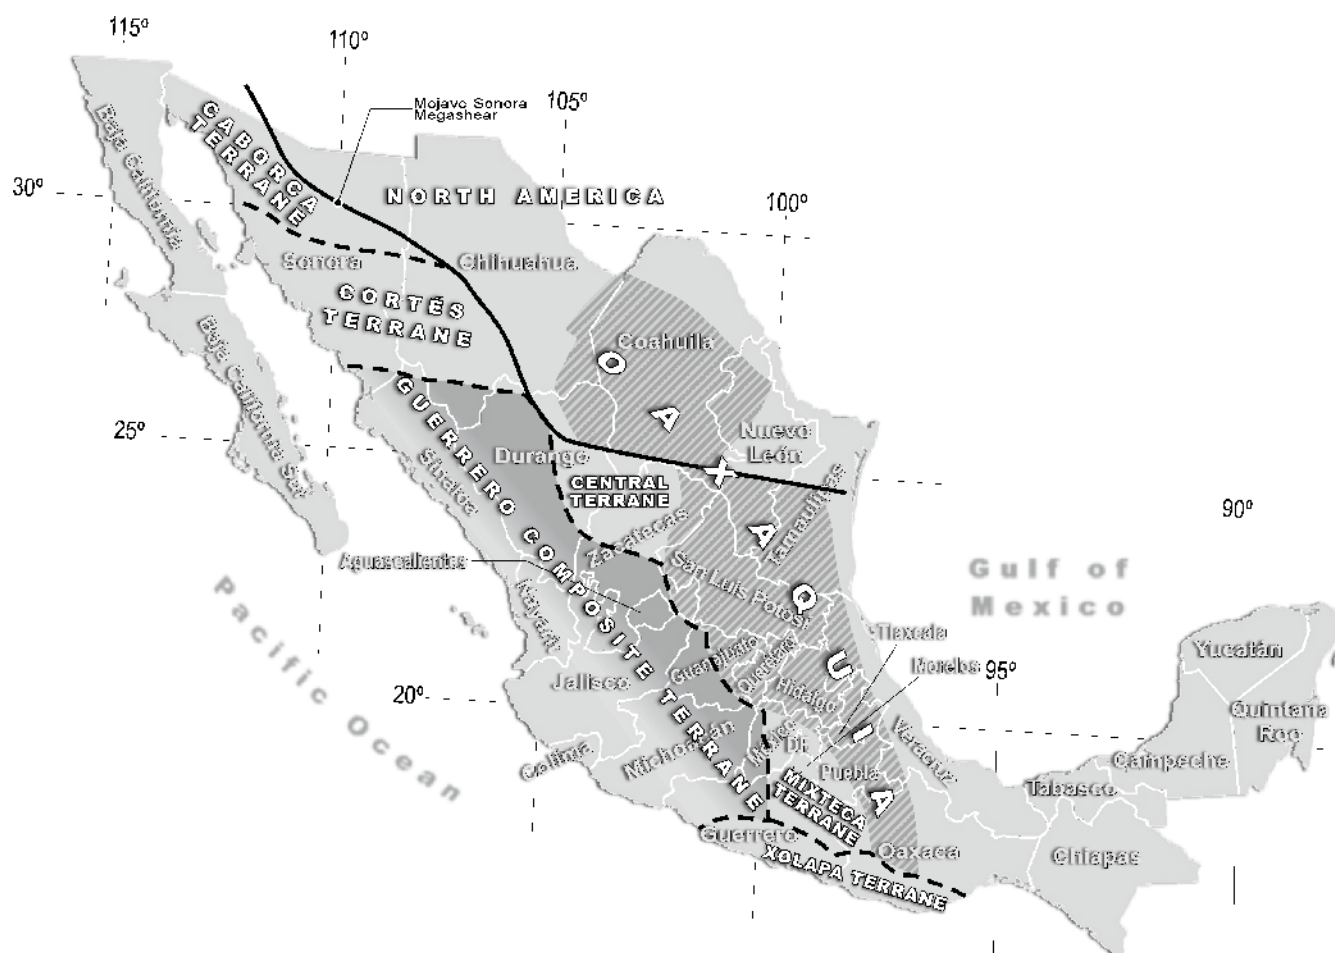 115º
110º
Mojave Sonora
Megashear
105º
CABORCA
TERRANE
Baja California
30º
NORTH AMERICA
100º
Sonora
Chihuahua
CORTÉS
TERRANE
Coahuila
Baja California Sur
OAXAQUIA
GUERRERO COMPOSITE TERRANE
25º
Nuevo
León
Durango
Sinaloa
CENTRAL
TERRANE
Tamaulipas
90º
Zacatecas
Aguascalientes
San Luis Potosí
Gulf of
Mexico
Pacific Ocean
Nayarit
Tlaxcala
Morelos
Guanajuato
Querétaro
Hidalgo
Yucatán
95º
Jalisco
20º
Quintana
Roo
Veracruz
México
DF
Michoacán
Colima
Puebla
Campeche
Tabasco
MIXTECA
TERRANE
Guerrero
Oaxaca
Chiapas
XOLAPA TERRANE